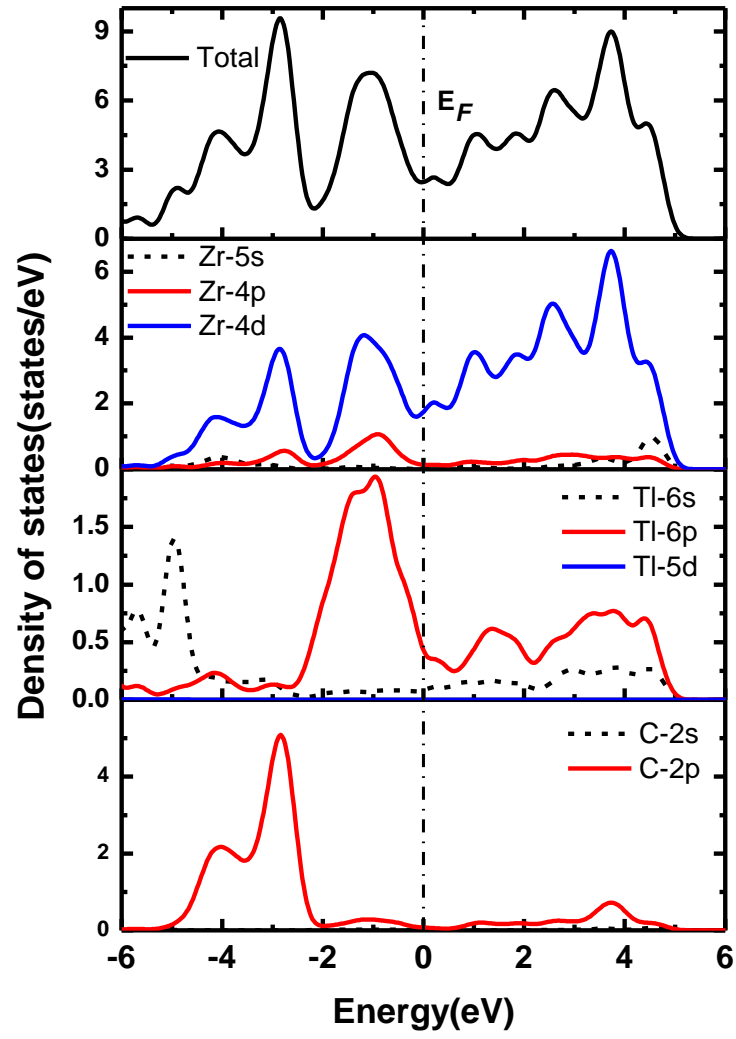 9
Total
6
E_F
3
0
Zr-5s
6
Zr-4p
Zr-4d
4
2
0
Tl-6s
1.5
Tl-6p
Tl-5d
1.0
0.5
0.0
C-2s
C-2p
4
2
0
-6 -4 -2 0 2 4 6
Energy(eV)
Density of states(states/eV)